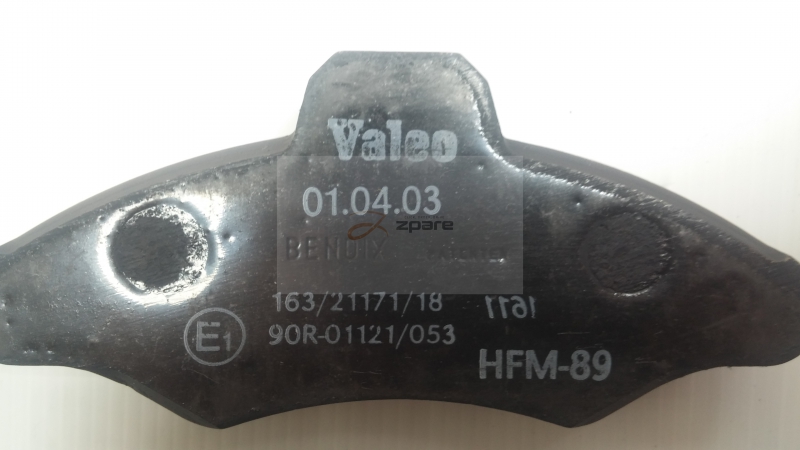 Valeo
01.04.03
zpare
BENDIX
163/21171/18 1611
E1 90R-01121/053
HFM-89